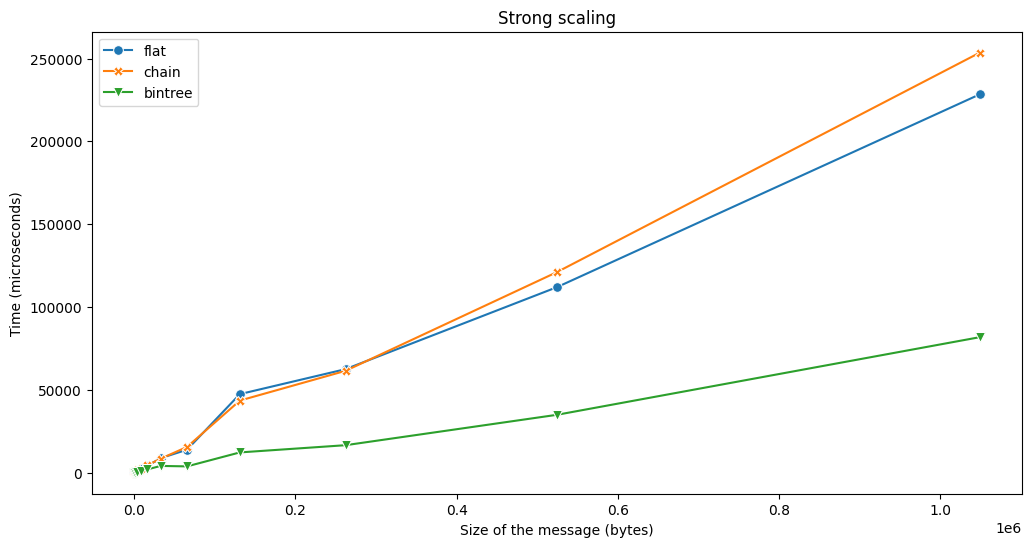 Strong scaling
flat
chain
bintree
Time (microseconds)
250000
200000
150000
100000
50000
0
0.0 0.2 0.4 0.6 0.8 1.0
1e6
Size of the message (bytes)